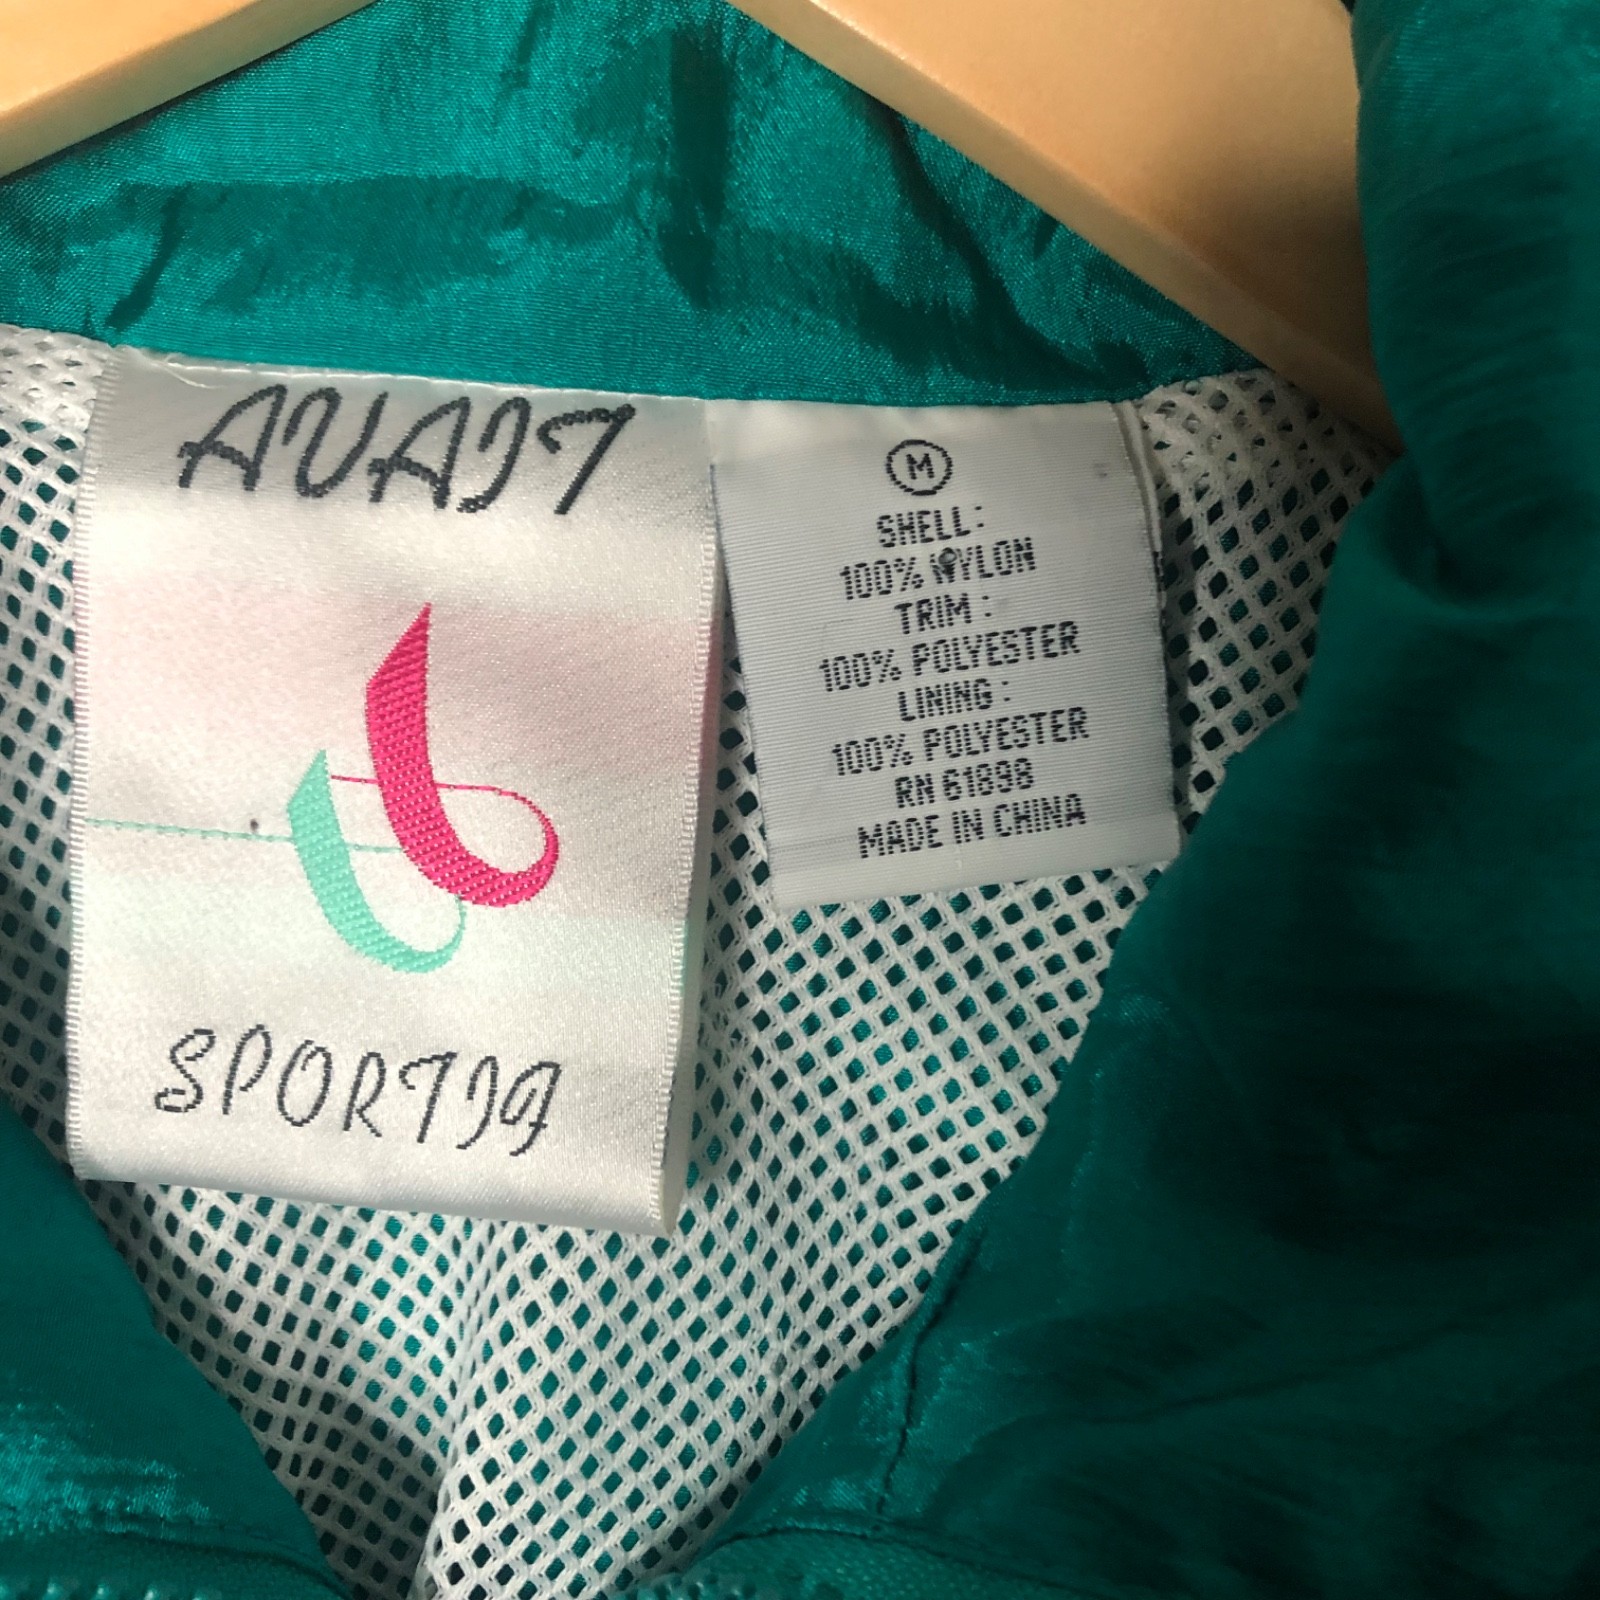 AVAIT
SPORTIF
M
SHELL:
100% NYLON
TRIM:
100% POLYESTER
LINING:
100% POLYESTER
RN 61898
MADE IN CHINA